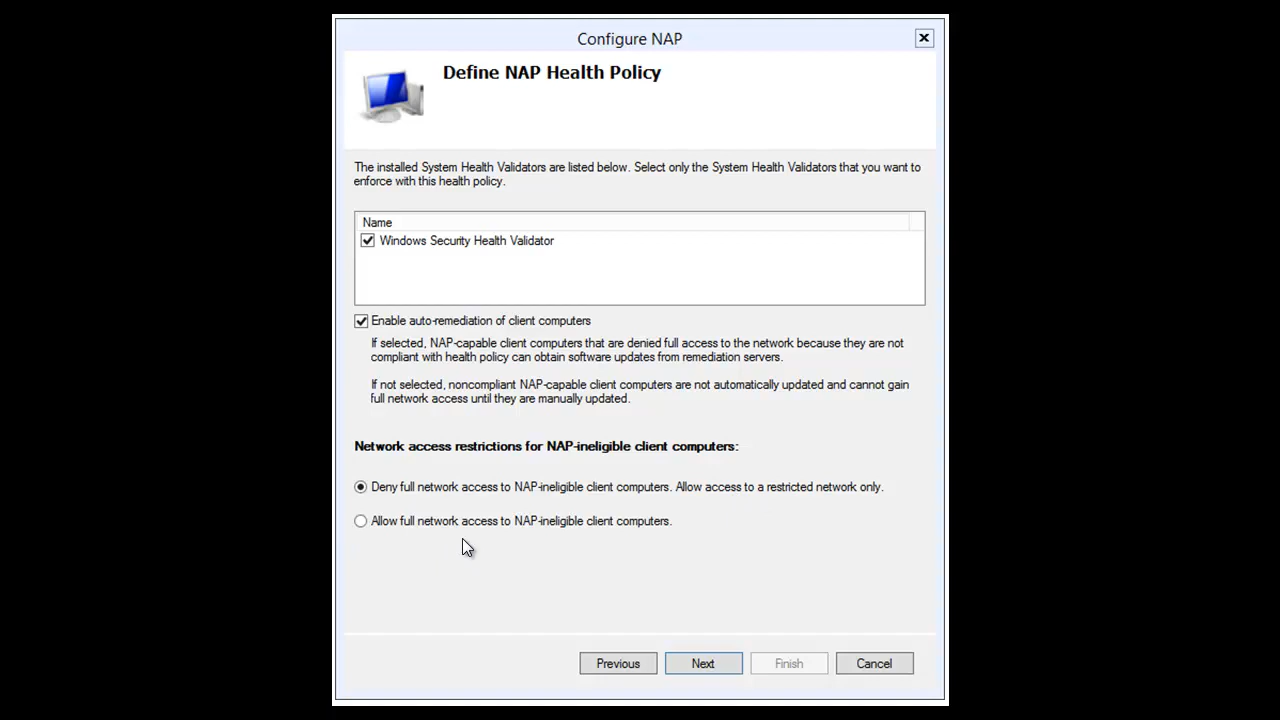 Configure NAP
Define NAP Health Policy
The installed System Health Validators are listed below. Select only the System Health Validators that you want to
enforce with this health policy.
Name
Windows Security Health Validator
Enable auto-remediation of client computers
If selected, NAP-capable client computers that are denied full access to the network because they are not
compliant with health policy can obtain software updates from remediation servers.
If not selected, noncompliant NAP-capable client computers are not automatically updated and cannot gain
full network access until they are manually updated.
Network access restrictions for NAP-ineligible client computers:
Deny full network access to NAP-ineligible client computers. Allow access to a restricted network only.
Allow full network access to NAP-ineligible client computers.
Previous Next Finish Cancel